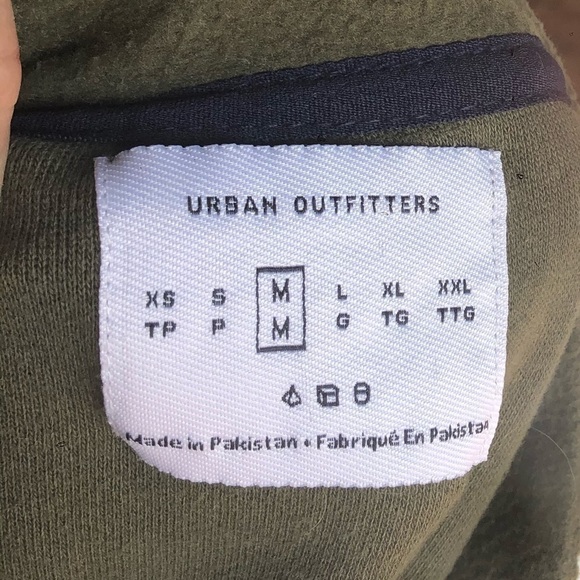 URBAN OUTFITTERS
XS S M L XL XXL
TP P M G TG TTG
Made in Pakistan • Fabriqué En Pakistan